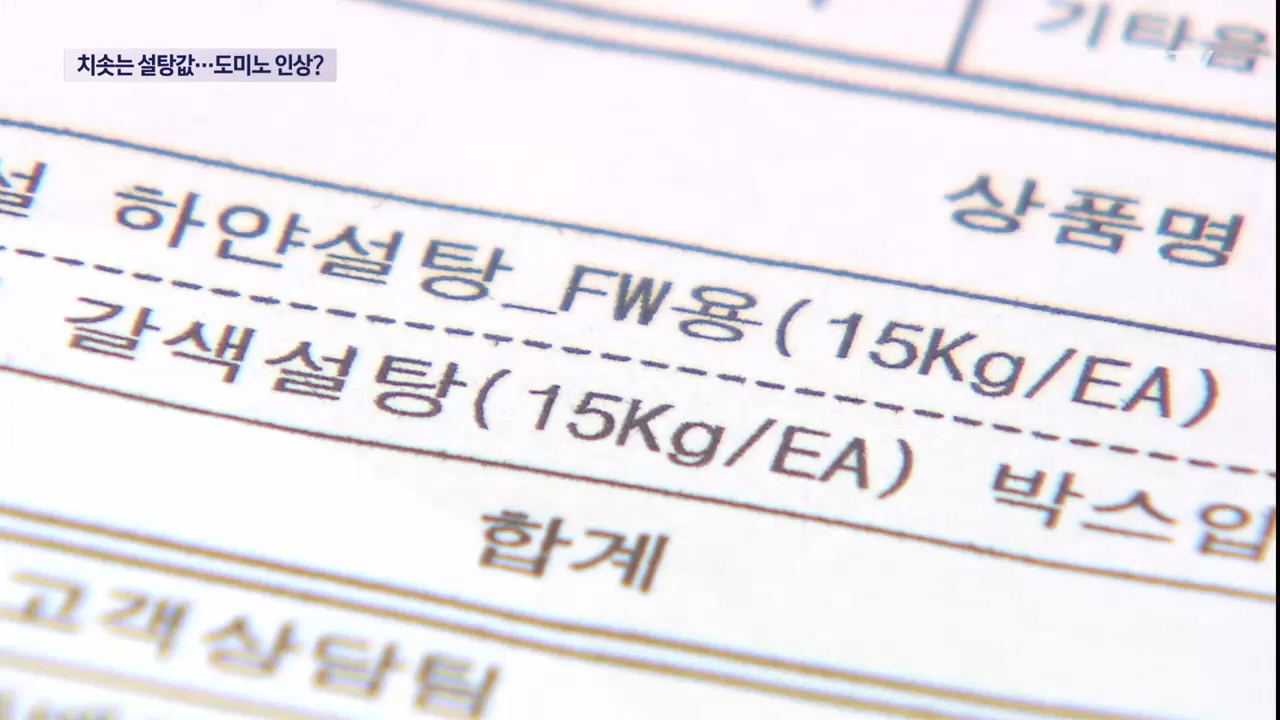 치솟는 설탕값…도미노 인상?
기타음
상품명
설 하얀설탕_FW용(15Kg/EA)
갈색설탕(15Kg/EA) 박스입
합계
고객상담팀